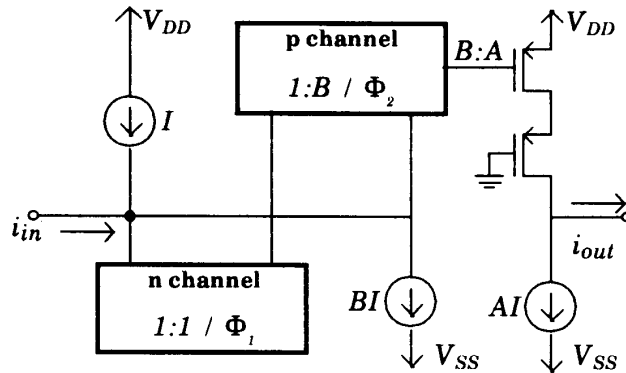 V_DD
p channel
1:B / Φ_2
B:A
V_DD
I
i_in
n channel
1:1 / Φ_1
BI
V_SS
i_out
AI
V_SS